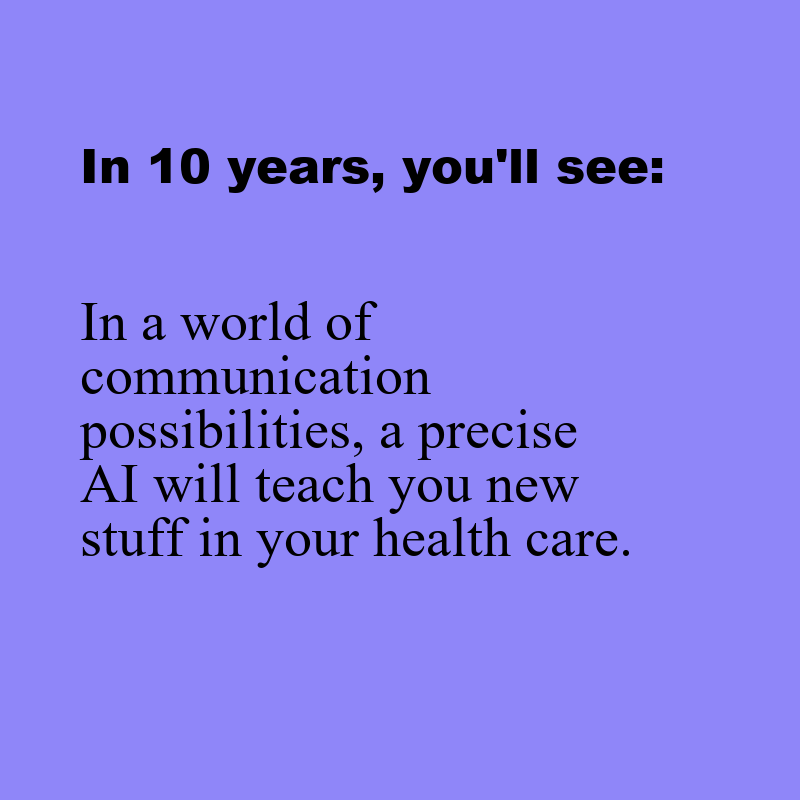 In 10 years, you'll see:
In a world of
communication
possibilities, a precise
AI will teach you new
stuff in your health care.